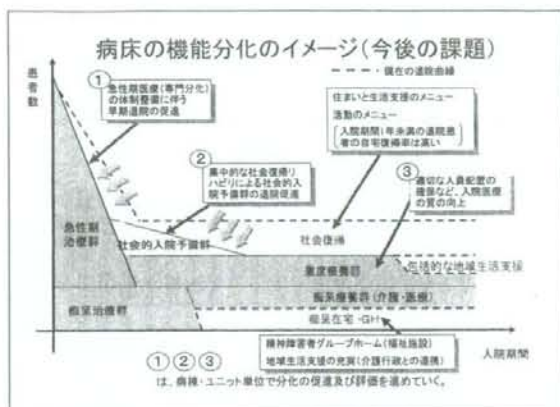 病床の機能分化のイメージ(今後の課題)
患者数
現在の退院曲線
①
急性期医療(専門分化)
の体制整備に伴う
早期退院の促進
住まいと生活支援のメニュー
活動のメニュー
入院期間1年未満の退院患
者の自宅復帰率は高い
②
集中的な社会復帰リ
ハビリによる社会的入
院予備群の退院促進
③
適切な人員配置の
確保など、入院医療
の質の向上
急性期
治療群
社会的入院予備群
社会復帰
重度療養群
包括的な地域生活支援
痴呆治療群
痴呆療養群(介護・医療)
痴呆在宅・GH
入院期間
精神障害者グループホーム(福祉施設)
地域生活支援の充実(介護行政との連携)
① ② ③
は、病棟・ユニット単位で分化の促進及び評価を進めていく。